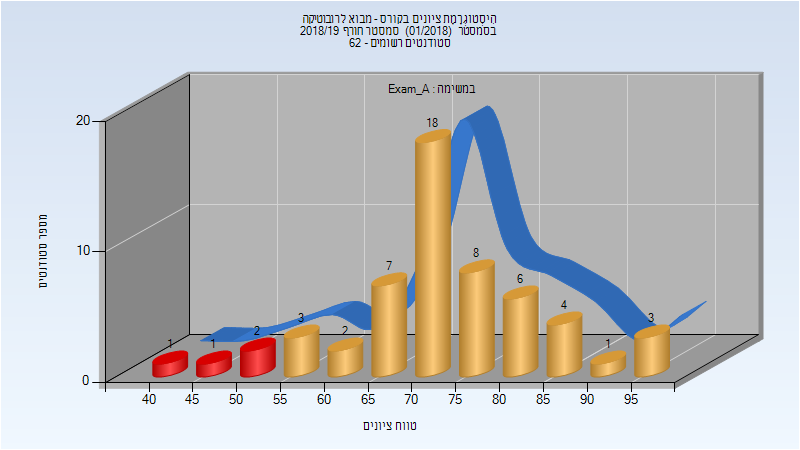 היסטוגרמת ציונים בקורס - מבוא לרובוטיקה
בסמסטר (01/2018) סמסטר חורף 2018/19
סטודנטים רשומים - 62
במשימה : Exam_A
20
10
0
מספר סטודנטים
1
1
2
3
2
7
18
8
6
4
1
3
40 45 50 55 60 65 70 75 80 85 90 95
טווח ציונים